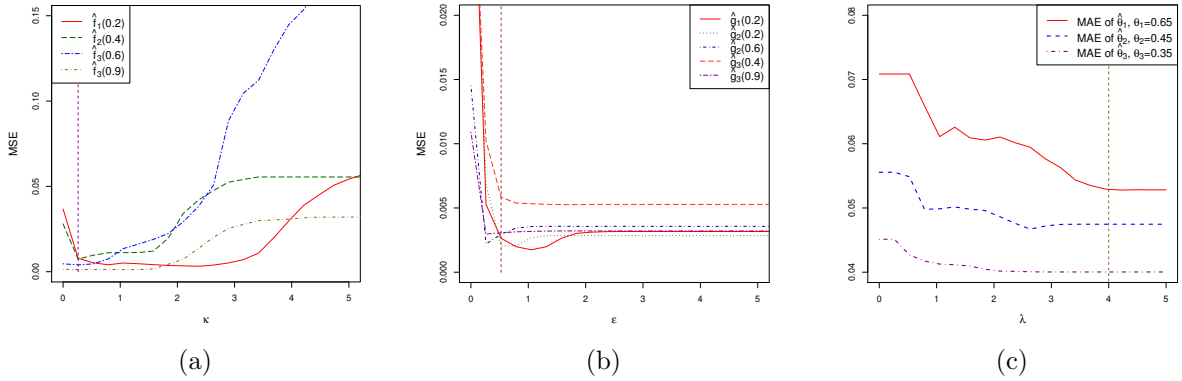 f̂₁(0.2)
f̂₂(0.4)
f̂₃(0.6)
f̂₃(0.9)
MSE
0.00
0.05
0.10
0.15
0
1
2
3
4
5
κ
(a)
ĝ₁(0.2)
ĝ₂(0.2)
ĝ₂(0.6)
ĝ₃(0.4)
ĝ₃(0.9)
MSE
0.000
0.005
0.010
0.015
0.020
0
1
2
3
4
5
ε
(b)
MAE of θ̂₁, θ₁=0.65
MAE of θ̂₂, θ₂=0.45
MAE of θ̂₃, θ₃=0.35
0.04
0.05
0.06
0.07
0.08
0
1
2
3
4
5
λ
(c)